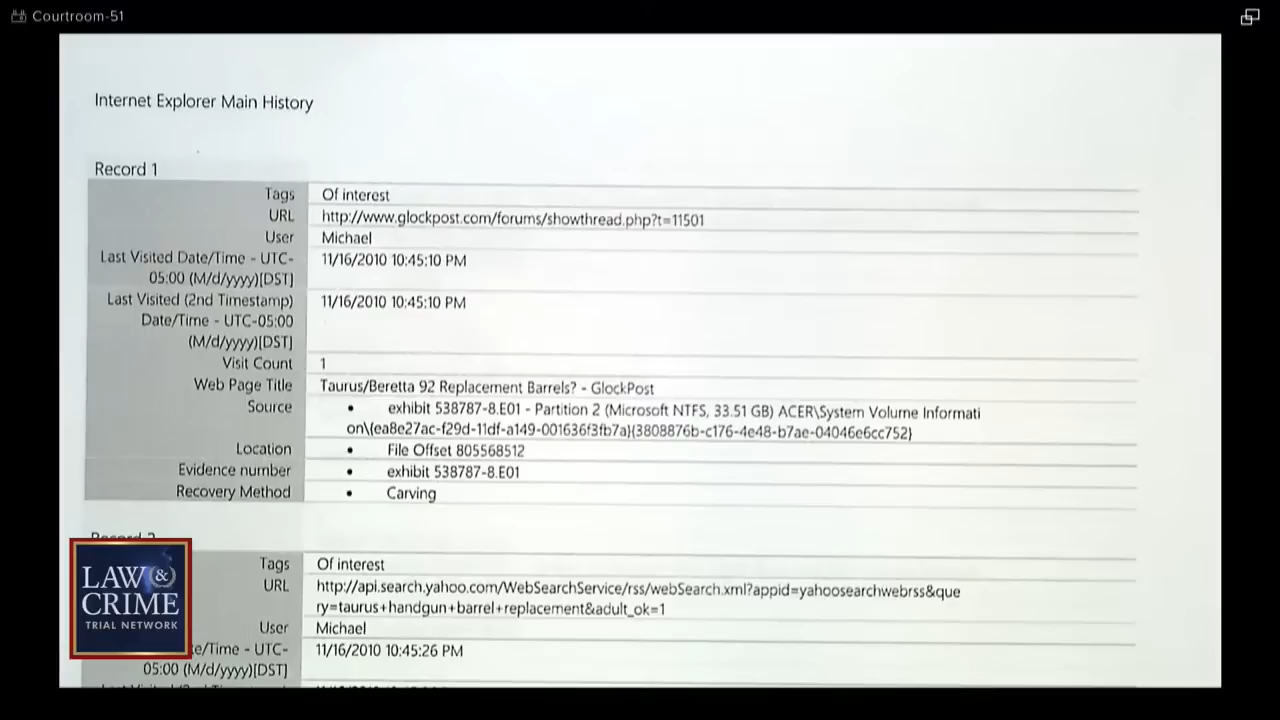 Courtroom-51
Internet Explorer Main History
Record 1
Tags Of interest
URL http://www.glockpost.com/forums/showthread.php?t=11501
User Michael
Last Visited Date/Time - UTC- 11/16/2010 10:45:10 PM
05:00 (M/d/yyyy)[DST]
Last Visited (2nd Timestamp) 11/16/2010 10:45:10 PM
Date/Time - UTC-05:00
(M/d/yyyy)[DST]
Visit Count 1
Web Page Title Taurus/Beretta 92 Replacement Barrels? - GlockPost
Source • exhibit 538787-8.E01 - Partition 2 (Microsoft NTFS, 33.51 GB) ACER\System Volume Informati
on\{ea8e27ac-f29d-11df-a149-001636f3fb7a}{3808876b-c176-4e48-b7ae-04046e6cc752}
Location • File Offset 805568512
Evidence number • exhibit 538787-8.E01
Recovery Method • Carving
Record 2
Tags Of interest
URL http://api.search.yahoo.com/WebSearchService/rss/webSearch.xml?appid=yahoosearchwebrss&que
ry=taurus+handgun+barrel+replacement&adult_ok=1
User Michael
e/Time - UTC- 11/16/2010 10:45:26 PM
05:00 (M/d/yyyy)[DST]
LAW &
CRIME
TRIAL NETWORK